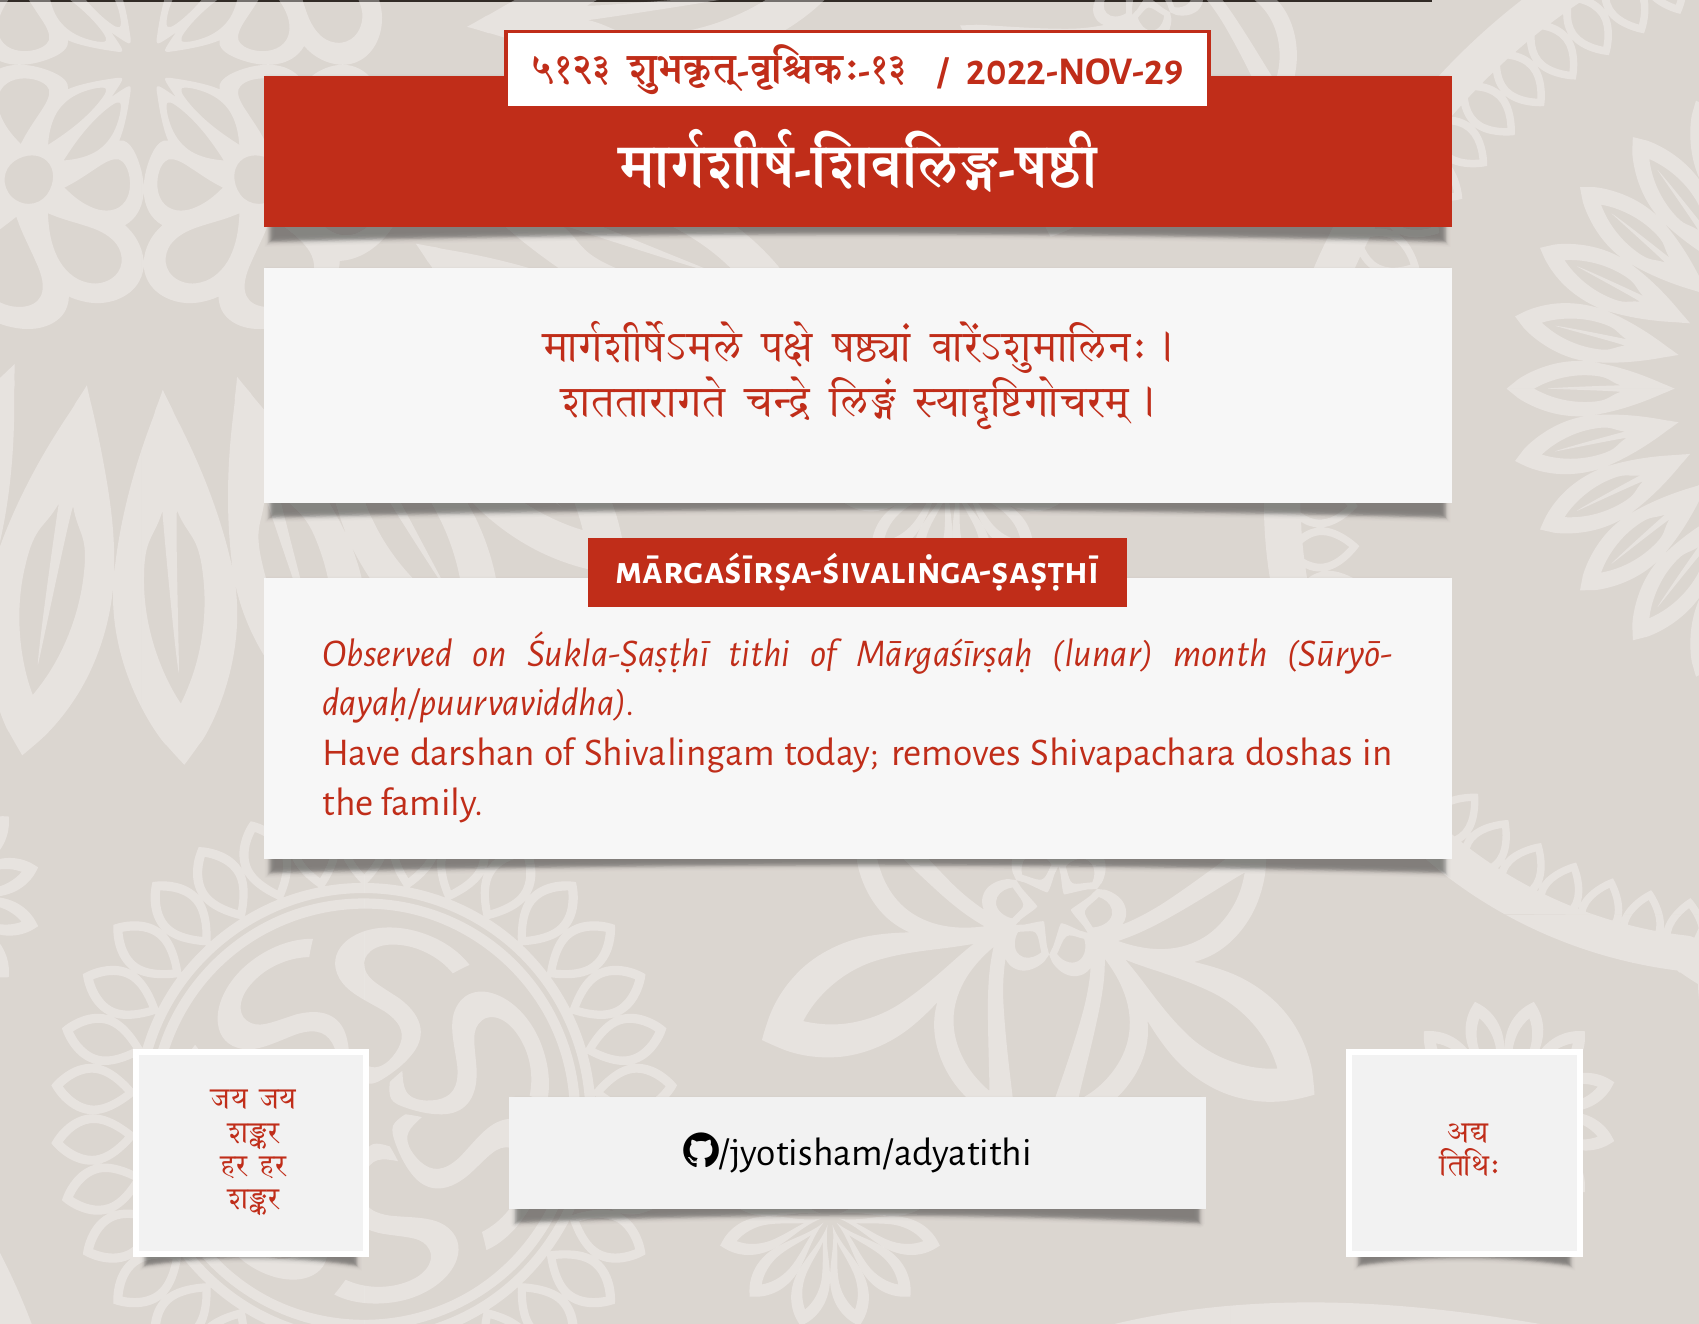 ५१२३ शुभकृत्-वृश्चिकः-१३ / 2022-NOV-29
मार्गशीर्ष-शिवलिङ्ग-षष्ठी
मार्गशीर्षेऽमले पक्षे षष्ठ्यां वारेंऽशुमालिनः ।
शततारागते चन्द्रे लिङ्गं स्याद्दृष्टिगोचरम् ।
MĀRGAŚĪRṢA-ŚIVALIṄGA-ṢAṢṬHĪ
Observed on Śukla-Ṣaṣṭhī tithi of Mārgaśīrṣaḥ (lunar) month (Sūryō-
dayaḥ/puurvaviddha).
Have darshan of Shivalingam today; removes Shivapachara doshas in
the family.
जय जय
शङ्कर
हर हर
शङ्कर
/jyotisham/adyatithi
अद्य
तिथिः